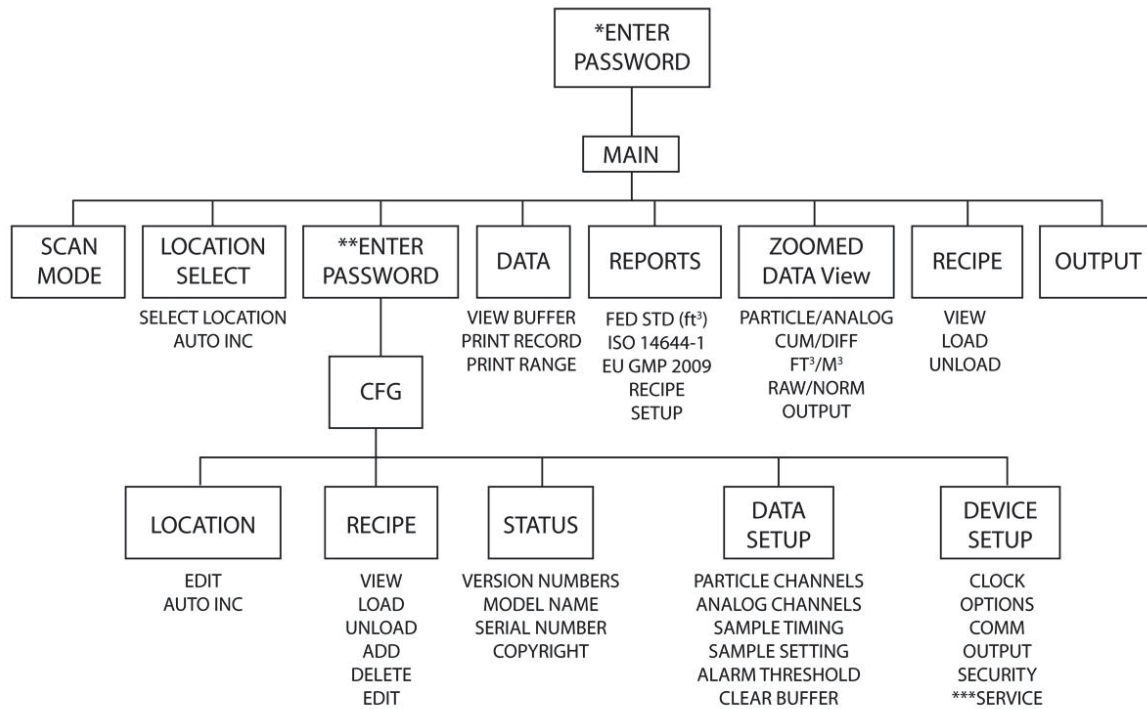 *ENTER
PASSWORD
MAIN
SCAN
MODE
LOCATION
SELECT
SELECT LOCATION
AUTO INC
**ENTER
PASSWORD
DATA
VIEW BUFFER
PRINT RECORD
PRINT RANGE
REPORTS
FED STD (ft³)
ISO 14644-1
EU GMP 2009
RECIPE
SETUP
ZOOMED
DATA View
PARTICLE/ANALOG
CUM/DIFF
FT³/M³
RAW/NORM
OUTPUT
RECIPE
VIEW
LOAD
UNLOAD
OUTPUT
CFG
LOCATION
EDIT
AUTO INC
RECIPE
VIEW
LOAD
UNLOAD
ADD
DELETE
EDIT
STATUS
VERSION NUMBERS
MODEL NAME
SERIAL NUMBER
COPYRIGHT
DATA
SETUP
PARTICLE CHANNELS
ANALOG CHANNELS
SAMPLE TIMING
SAMPLE SETTING
ALARM THRESHOLD
CLEAR BUFFER
DEVICE
SETUP
CLOCK
OPTIONS
COMM
OUTPUT
SECURITY
***SERVICE